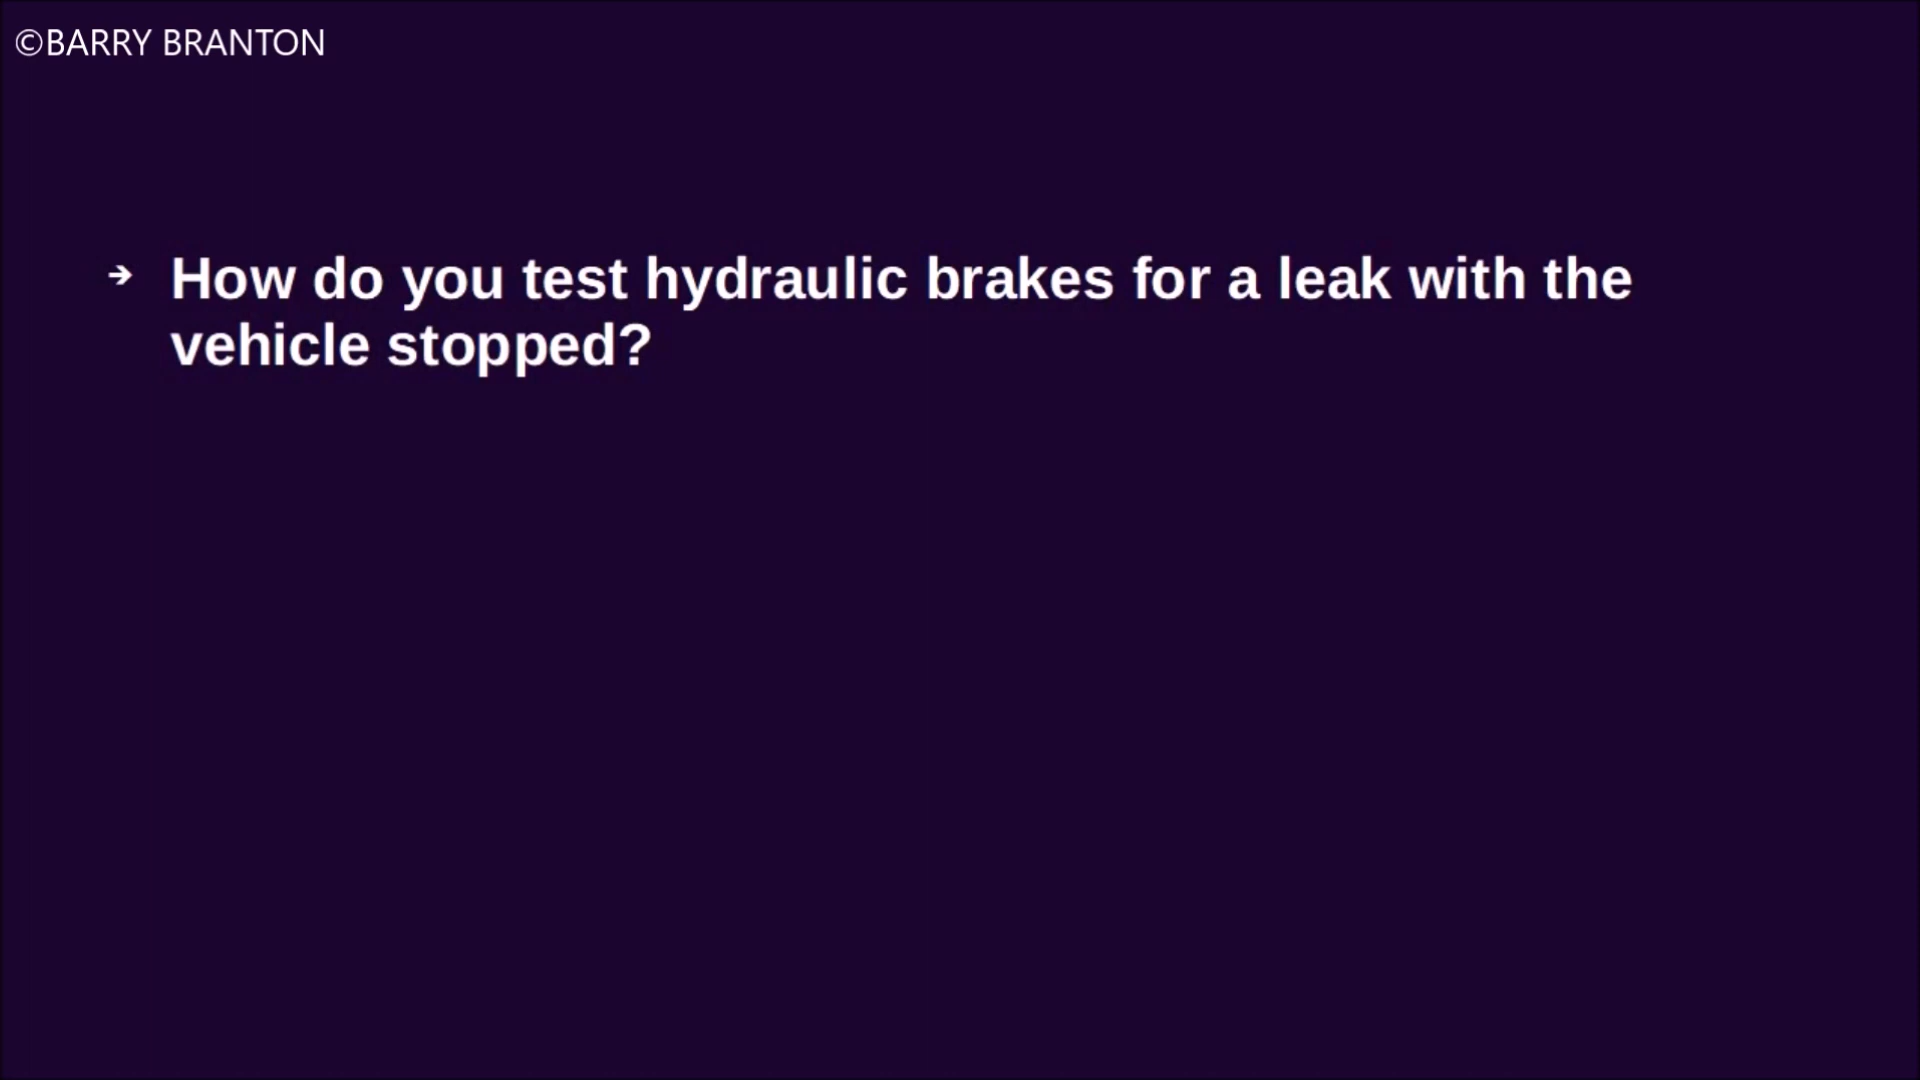 ©BARRY BRANTON
➔ How do you test hydraulic brakes for a leak with the
vehicle stopped?